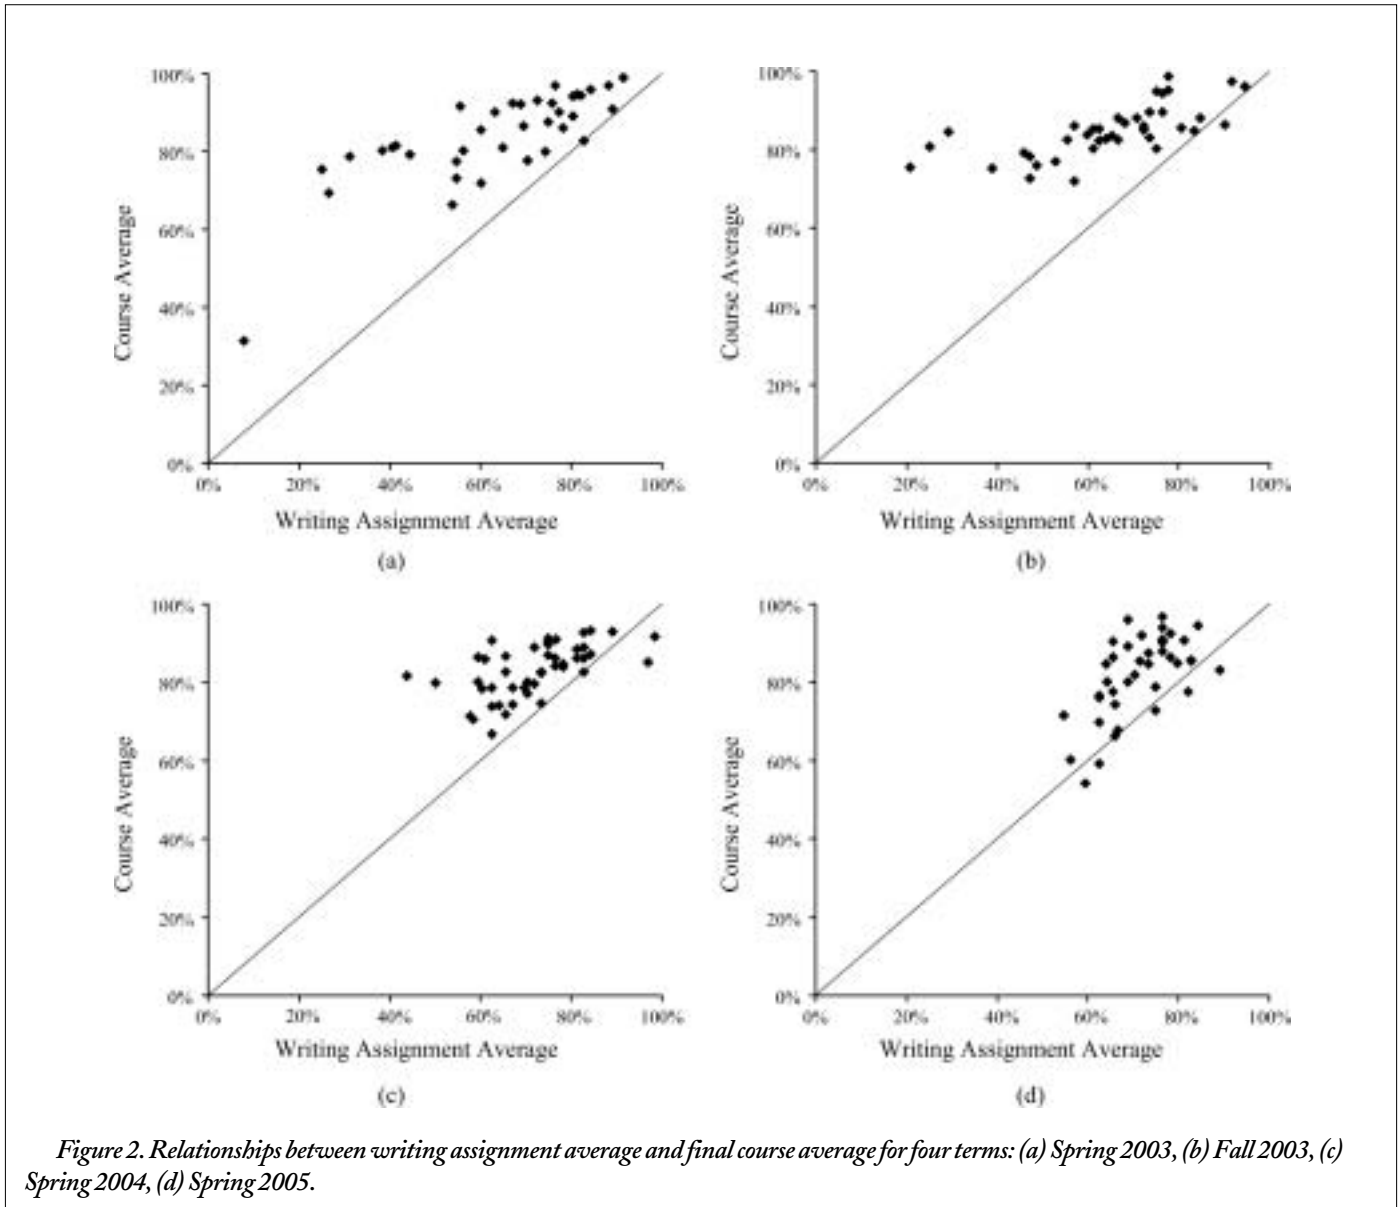 100%
80%
60%
40%
20%
0%
Course Average
0% 20% 40% 60% 80% 100%
Writing Assignment Average
(a)
100%
80%
60%
40%
20%
0%
Course Average
0% 20% 40% 60% 80% 100%
Writing Assignment Average
(b)
100%
80%
60%
40%
20%
0%
Course Average
0% 20% 40% 60% 80% 100%
Writing Assignment Average
(c)
100%
80%
60%
40%
20%
0%
Course Average
0% 20% 40% 60% 80% 100%
Writing Assignment Average
(d)
Figure 2. Relationships between writing assignment average and final course average for four terms: (a) Spring 2003, (b) Fall 2003, (c)
Spring 2004, (d) Spring 2005.